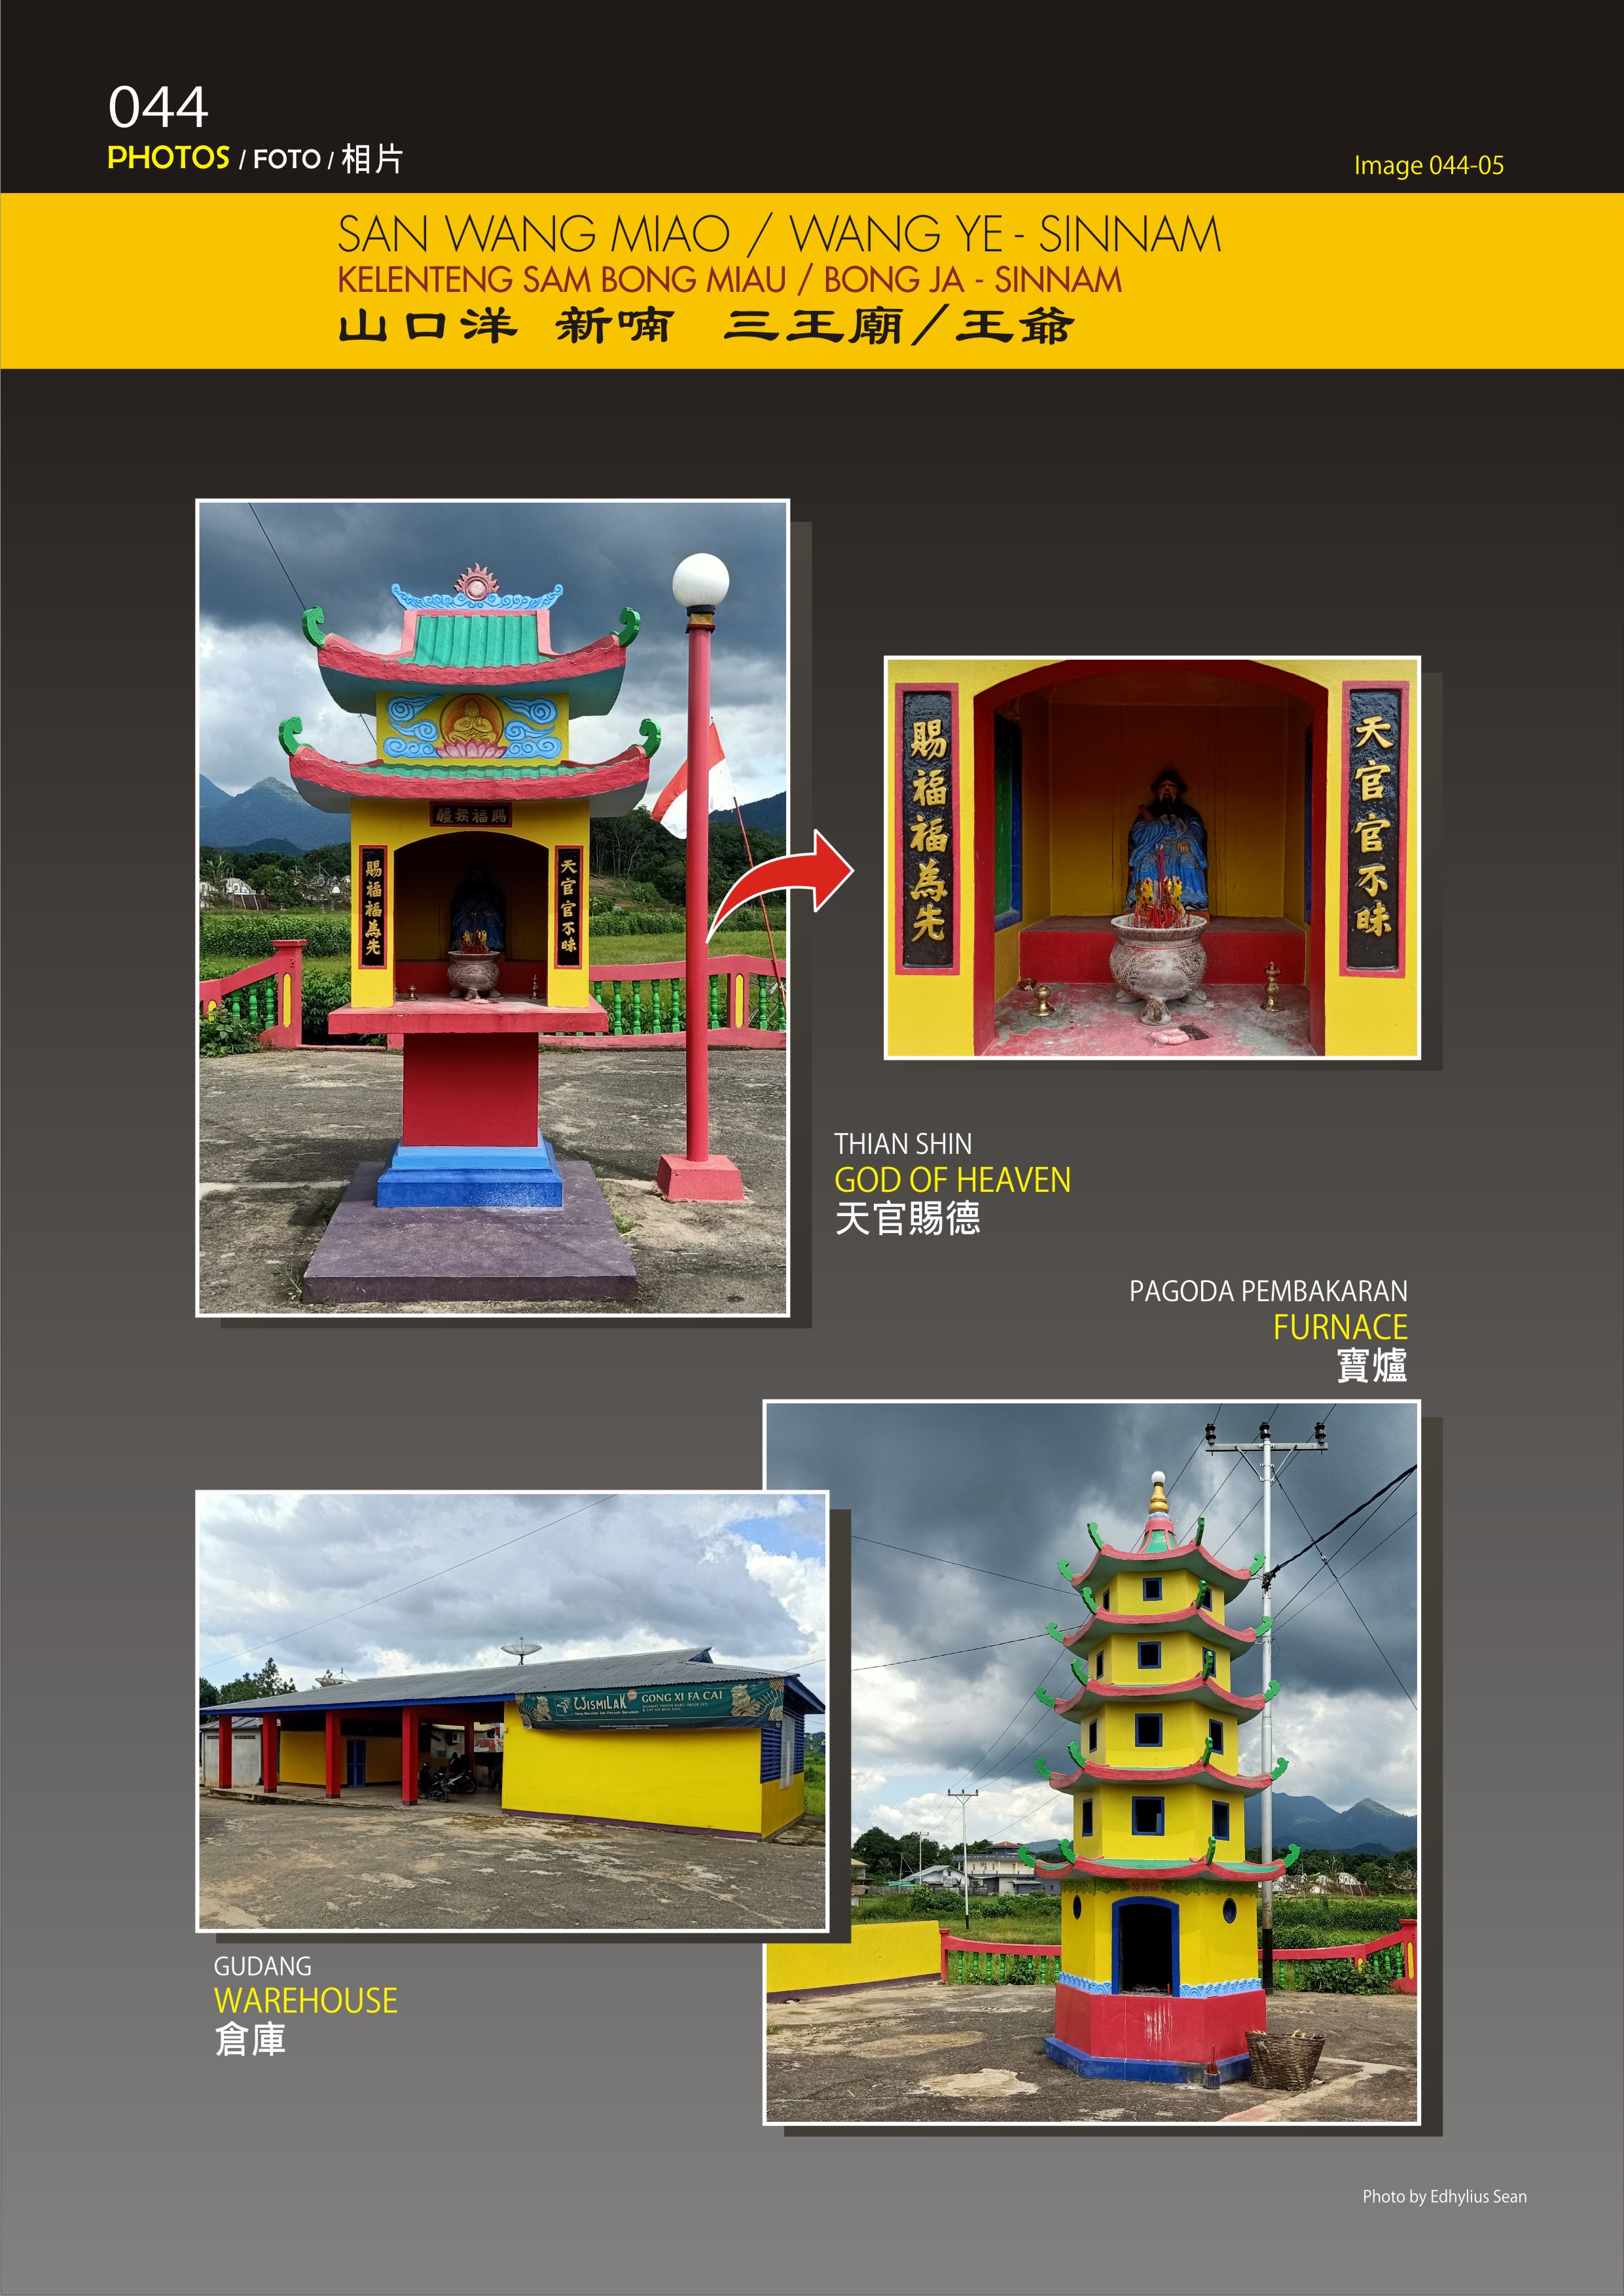 044
PHOTOS / FOTO / 相片
Image 044-05
SAN WANG MIAO / WANG YE - SINNAM
KELENTENG SAM BONG MIAU / BONG JA - SINNAM
山口洋 新喃 三王廟/王爺
疆無福賜
賜福福為先
天官官不昧
賜福福為先
天官官不昧
THIAN SHIN
GOD OF HEAVEN
天官賜德
PAGODA PEMBAKARAN
FURNACE
寶爐
WISMILAK
GONG XI FA CAI
GUDANG
WAREHOUSE
倉庫
Photo by Edhylius Sean